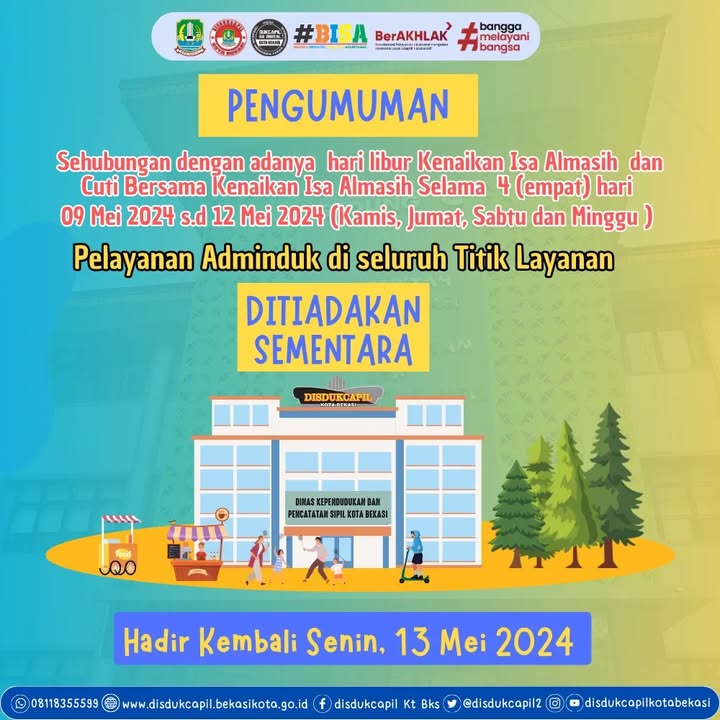 #BISA
BerAKHLAK
#bangga
melayani
bangsa
PENGUMUMAN
Sehubungan dengan adanya hari libur Kenaikan Isa Almasih dan
Cuti Bersama Kenaikan Isa Almasih Selama 4 (empat) hari
09 Mei 2024 s.d 12 Mei 2024 (Kamis, Jumat, Sabtu dan Minggu )
Pelayanan Adminduk di seluruh Titik Layanan
DITIADAKAN
SEMENTARA
DISDUKCAPIL
KOTA BEKASI
DINAS KEPENDUDUKAN DAN
PENCATATAN SIPIL KOTA BEKASI
Hadir Kembali Senin, 13 Mei 2024
08118355599 www.disdukcapil.bekasikota.go.id disdukcapil Kt Bks @disdukcapil2 disdukcapilkotabekasi